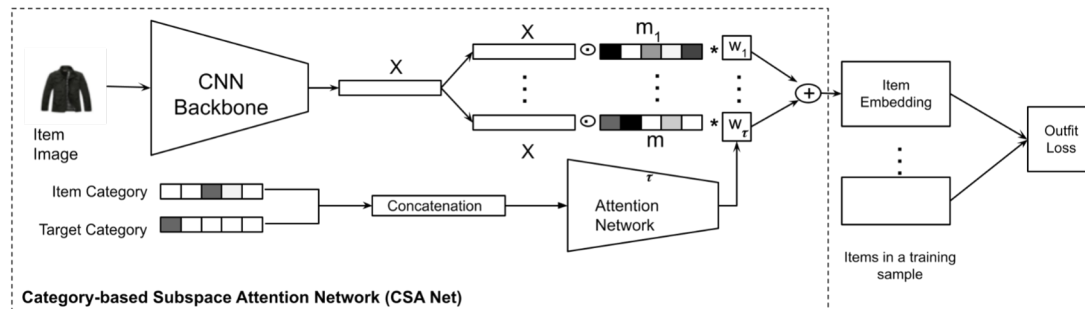 Item
Image
CNN
Backbone
X
X
m1
* w1
X
m
* wτ
τ
Item Category
Target Category
Concatenation
Attention
Network
+
Item
Embedding
Outfit
Loss
Items in a training
sample
Category-based Subspace Attention Network (CSA Net)